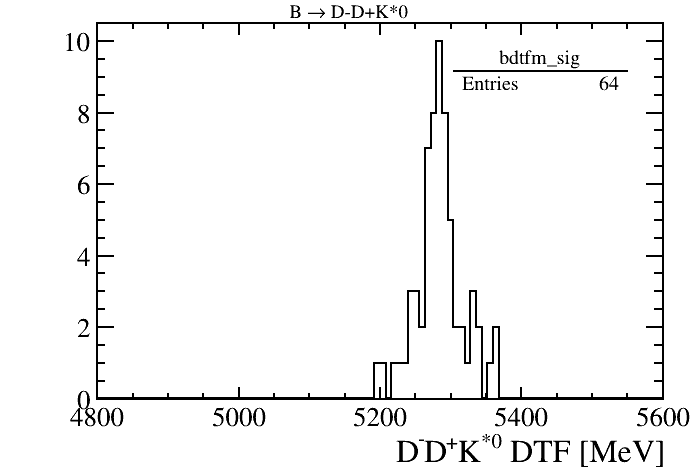 B → D-D+K*0
bdtfm_sig
Entries 64
10
8
6
4
2
0
4800 5000 5200 5400 5600
D⁻D⁺K*⁰ DTF [MeV]